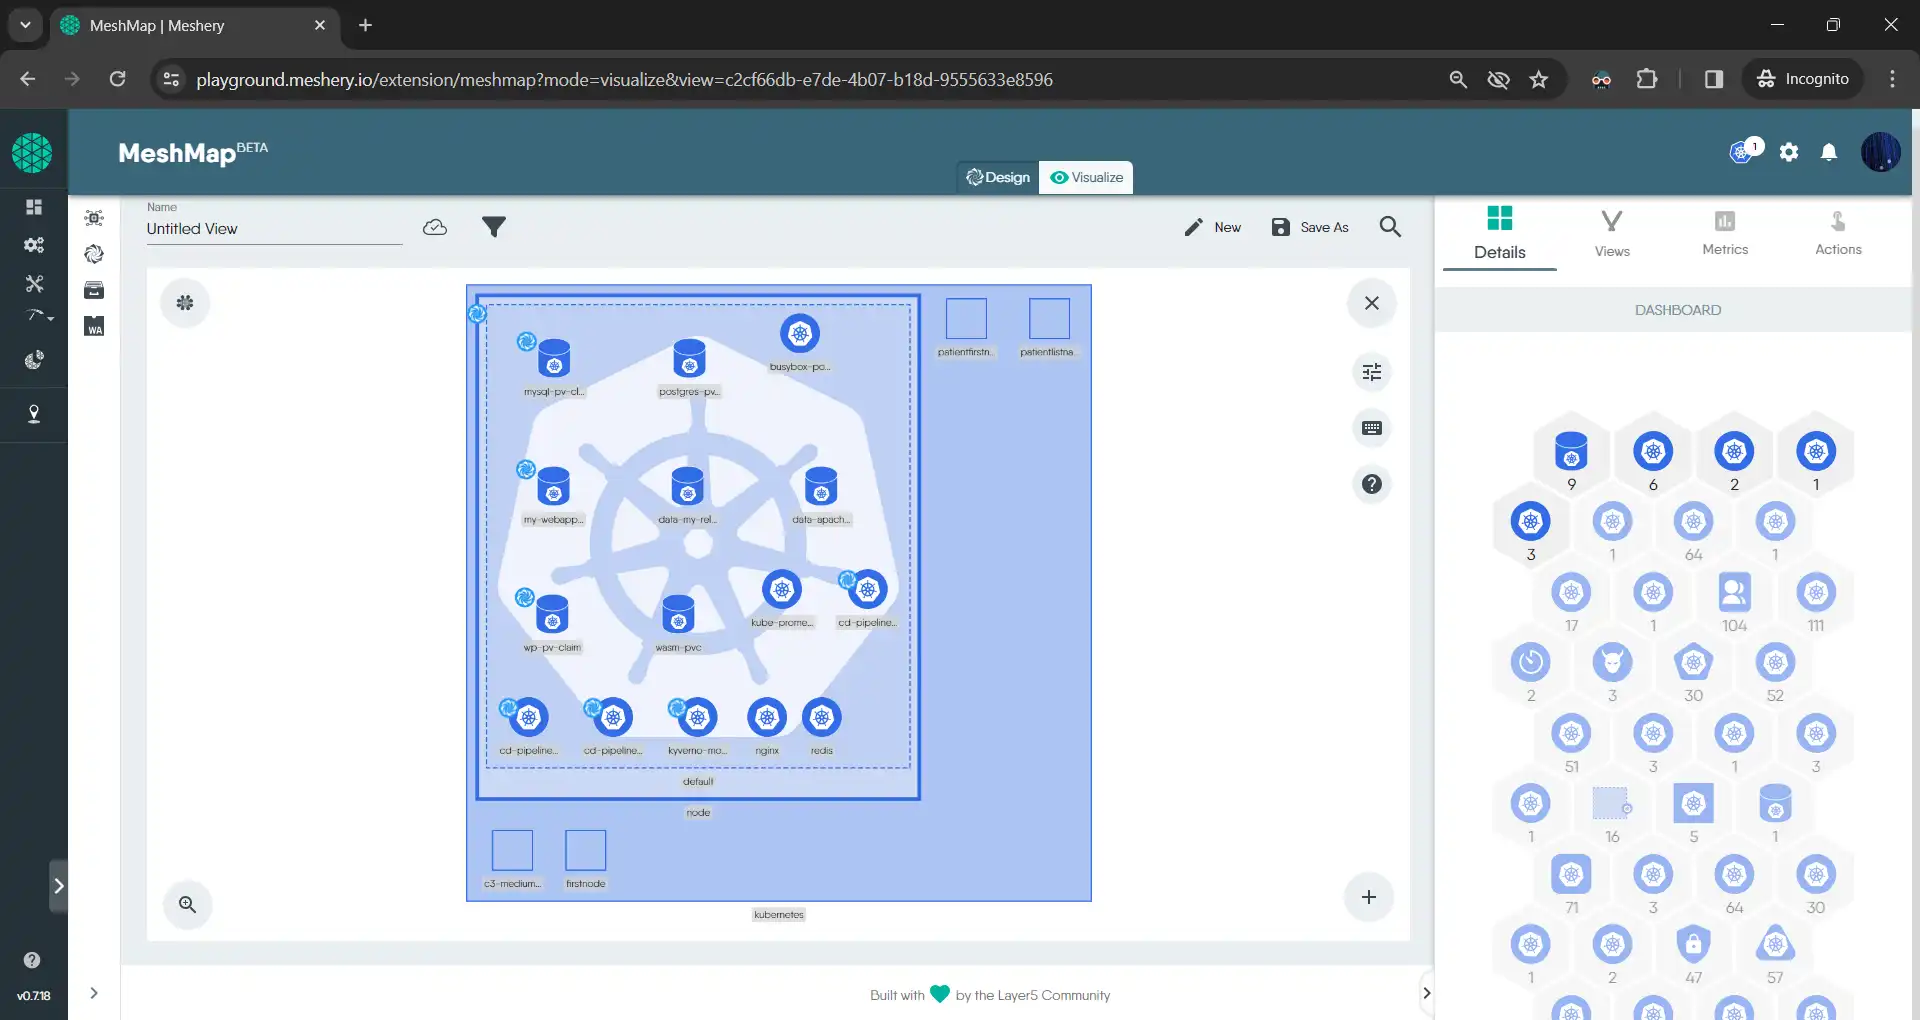 MeshMap | Meshery
playground.meshery.io/extension/meshmap?mode=visualize&view=c2cf66db-e7de-4b07-b18d-9555633e8596
Incognito
MeshMap BETA
1
Design
Visualize
Name
Untitled View
New
Save As
Details
Views
Metrics
Actions
DASHBOARD
WA
patientfirstn...
patientlistna...
busybox-po...
mysql-pv-cl...
postgres-pv...
my-webapp...
data-my-rel...
data-apach...
kube-prome...
cd-pipeline...
wp-pv-claim
wasm-pvc
cd-pipeline...
cd-pipeline...
kyverno-mo...
nginx
redis
default
node
c3-medium...
firstnode
kubernetes
9 6 2 1
3 1 64 1
17 1 104 111
2 3 30 52
51 3 1 3
1 16 5 1
71 3 64 30
1 2 47 57
v0.7.18
Built with by the Layer5 Community